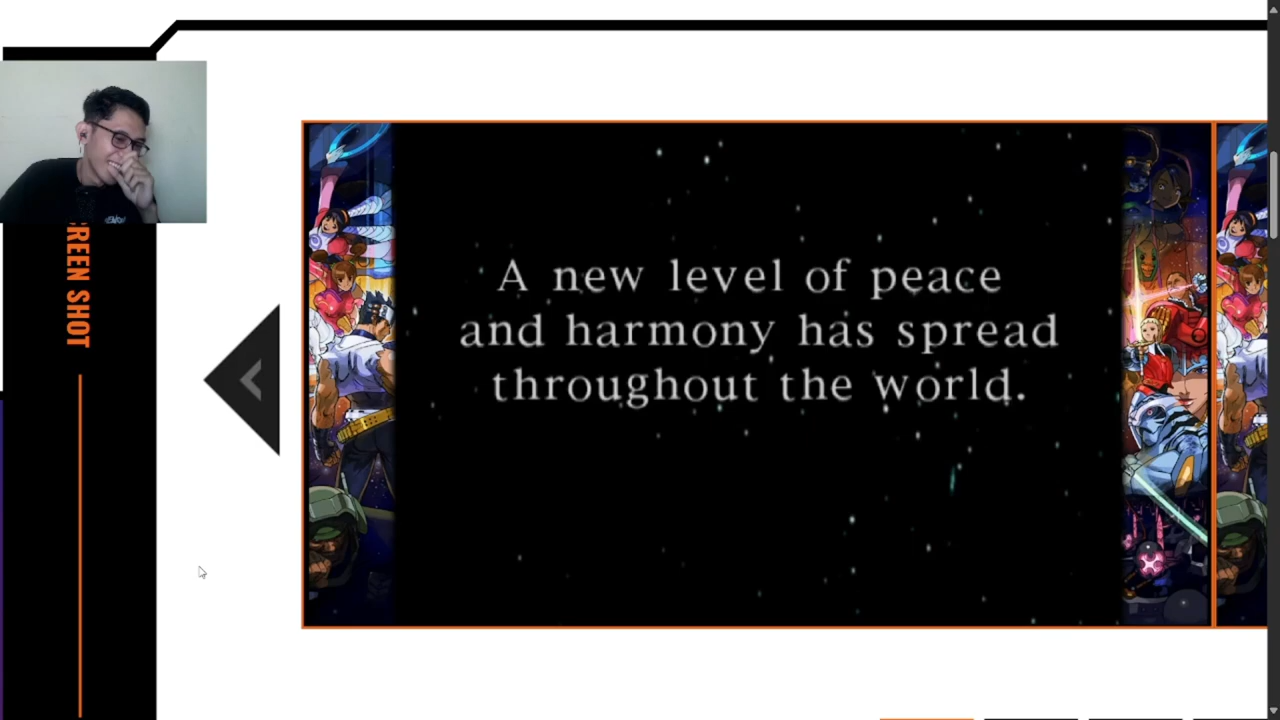 REEN SHOT
A new level of peace
and harmony has spread
throughout the world.